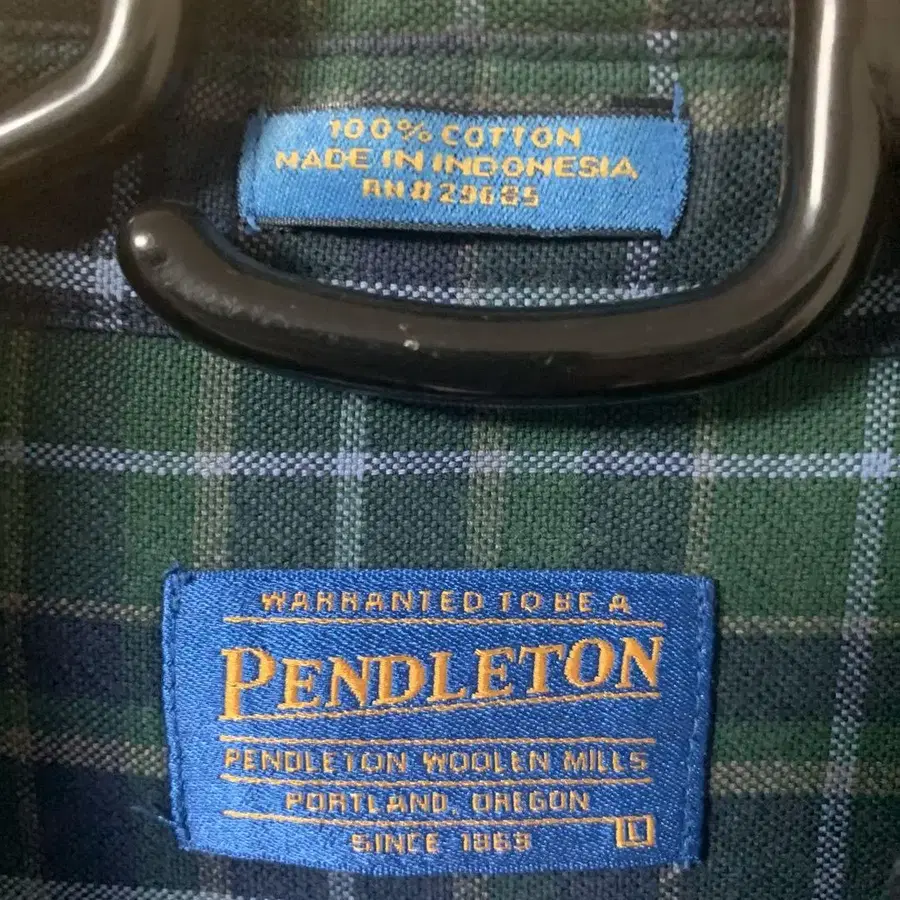 100% COTTON
MADE IN INDONESIA
RN# 29685
WARRANTED TO BE A
PENDLETON
PENDLETON WOOLEN MILLS
PORTLAND, OREGON
SINCE 1863
L